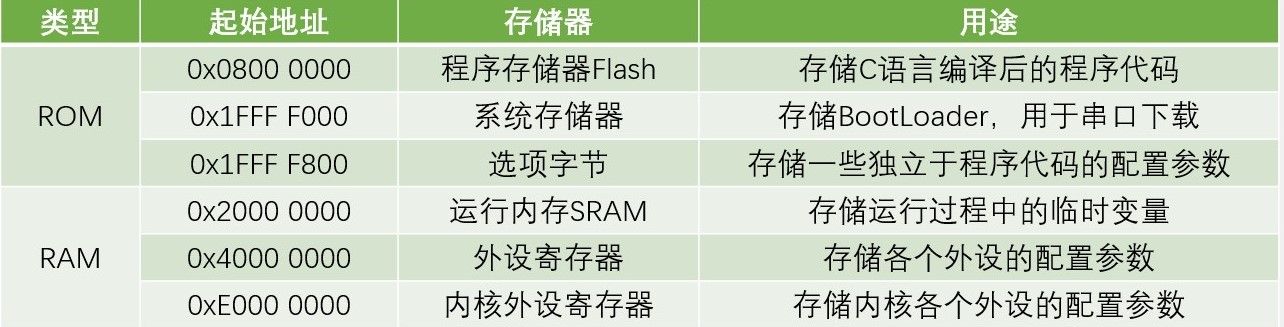 类型 起始地址 存储器 用途
ROM 0x0800 0000 程序存储器Flash 存储C语言编译后的程序代码
0x1FFF F000 系统存储器 存储BootLoader，用于串口下载
0x1FFF F800 选项字节 存储一些独立于程序代码的配置参数
RAM 0x2000 0000 运行内存SRAM 存储运行过程中的临时变量
0x4000 0000 外设寄存器 存储各个外设的配置参数
0xE000 0000 内核外设寄存器 存储内核各个外设的配置参数